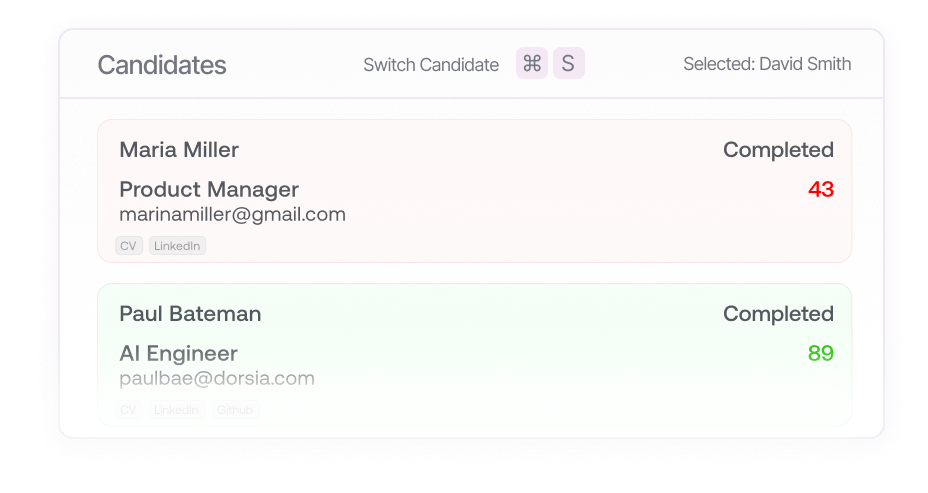 Candidates Switch Candidate ⌘ S Selected: David Smith
Maria Miller Completed
Product Manager 43
marinamiller@gmail.com
CV LinkedIn
Paul Bateman Completed
AI Engineer 89
paulbae@dorsia.com
CV LinkedIn Github